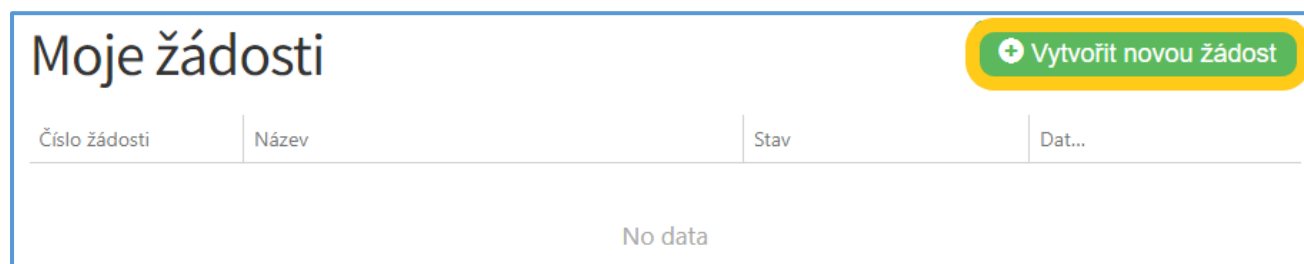 Moje žádosti
Vytvořit novou žádost
Číslo žádosti Název Stav Dat...
No data